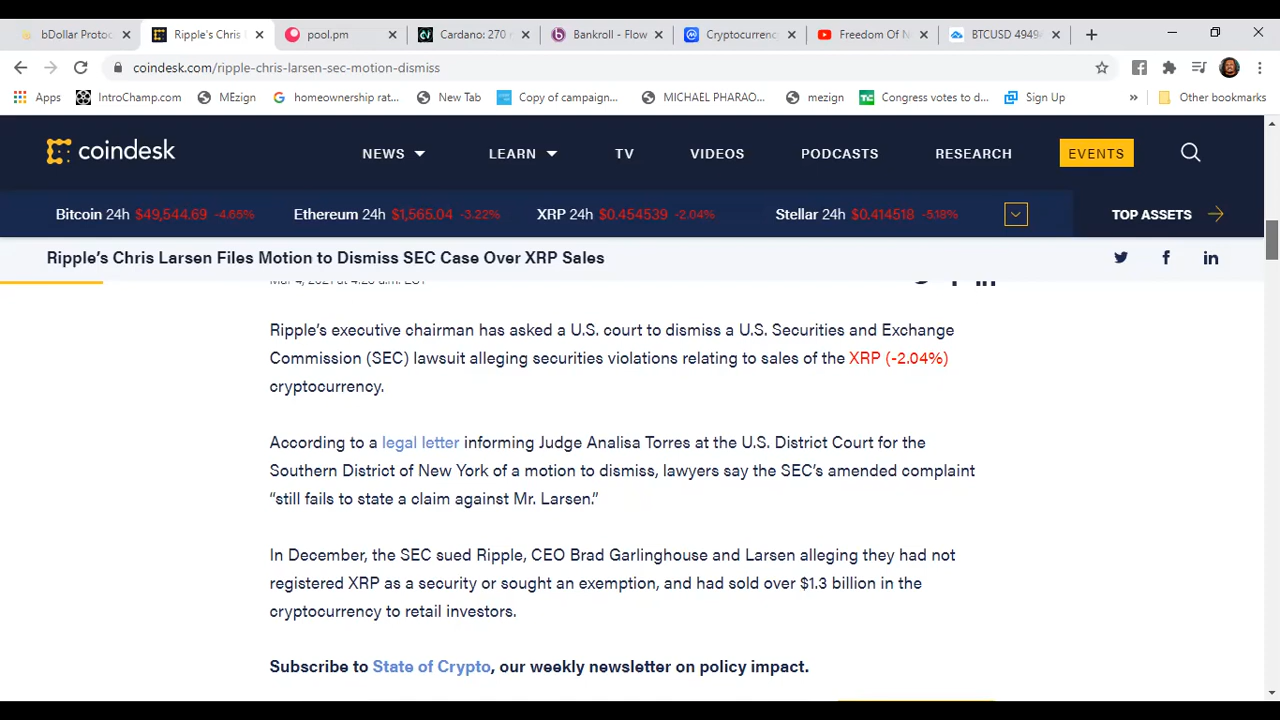 bDollar Protoc
Ripple's Chris
pool.pm
Cardano: 270
Bankroll - Flow
Cryptocurrenc
Freedom Of N
BTCUSD 4949
coindesk.com/ripple-chris-larsen-sec-motion-dismiss
Apps
IntroChamp.com
MEzign
homeownership rat...
New Tab
Copy of campaign...
MICHAEL PHARAO...
mezign
Congress votes to d...
Sign Up
»
Other bookmarks
coindesk
NEWS
LEARN
TV
VIDEOS
PODCASTS
RESEARCH
EVENTS
Bitcoin 24h $49,544.69 -4.65%
Ethereum 24h $1,565.04 -3.22%
XRP 24h $0.454539 -2.04%
Stellar 24h $0.414518 -5.18%
TOP ASSETS
Ripple's Chris Larsen Files Motion to Dismiss SEC Case Over XRP Sales
Ripple's executive chairman has asked a U.S. court to dismiss a U.S. Securities and Exchange
Commission (SEC) lawsuit alleging securities violations relating to sales of the XRP (-2.04%)
cryptocurrency.
According to a legal letter informing Judge Analisa Torres at the U.S. District Court for the
Southern District of New York of a motion to dismiss, lawyers say the SEC's amended complaint
“still fails to state a claim against Mr. Larsen.”
In December, the SEC sued Ripple, CEO Brad Garlinghouse and Larsen alleging they had not
registered XRP as a security or sought an exemption, and had sold over $1.3 billion in the
cryptocurrency to retail investors.
Subscribe to State of Crypto, our weekly newsletter on policy impact.